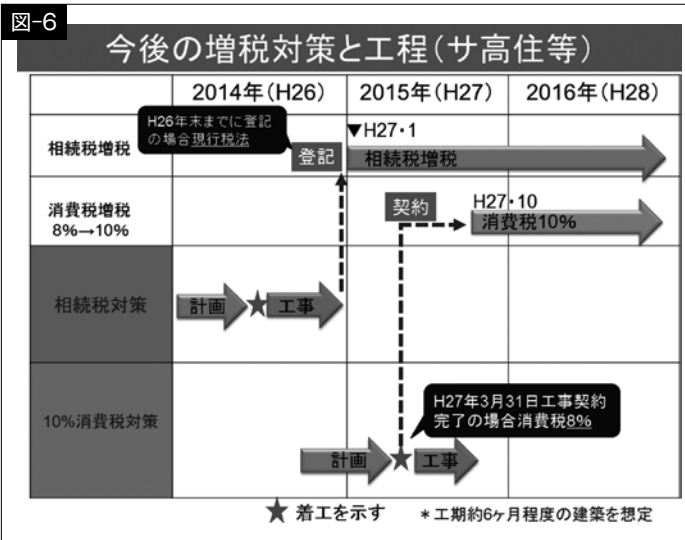 図-6
今後の増税対策と工程(サ高住等)
2014年(H26)
2015年(H27)
2016年(H28)
相続税増税
H26年末までに登記
の場合現行税法
登記
▼H27・1
相続税増税
消費税増税
8%→10%
契約
H27・10
消費税10%
相続税対策
計画
★
工事
10%消費税対策
H27年3月31日工事契約
完了の場合消費税8%
計画
★
工事
★ 着工を示す
*工期約6ヶ月程度の建築を想定